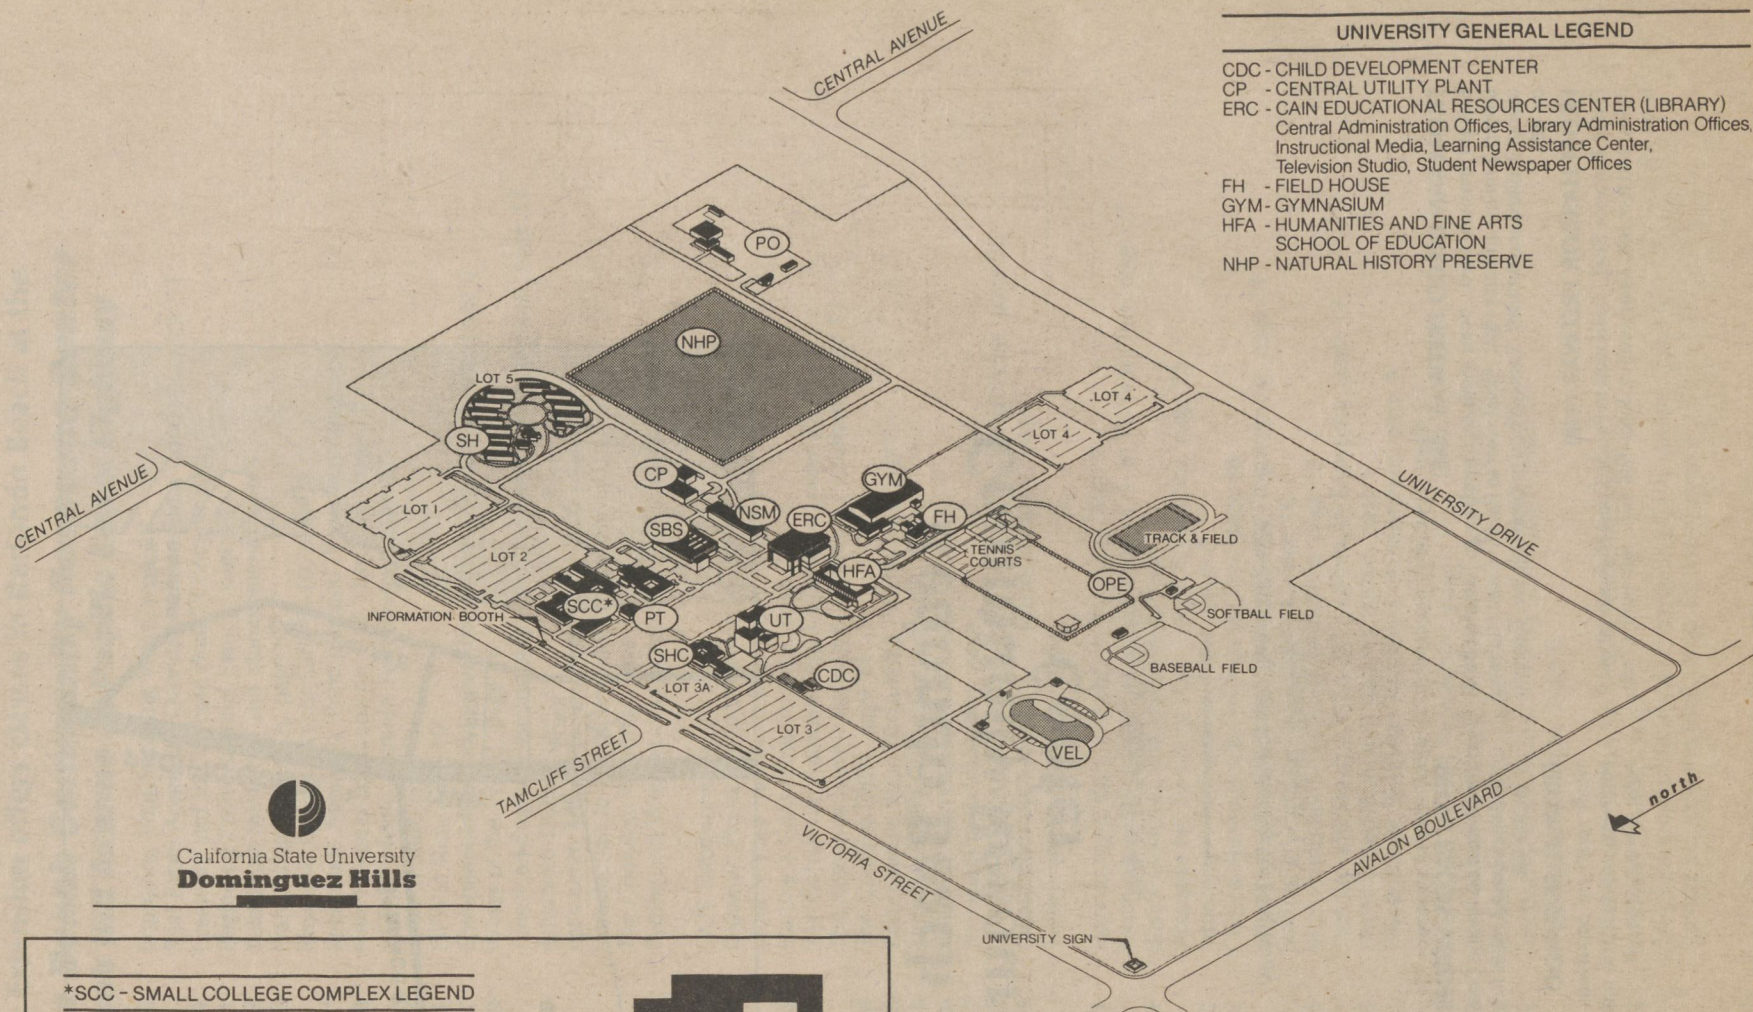 CENTRAL AVENUE
UNIVERSITY GENERAL LEGEND
CDC - CHILD DEVELOPMENT CENTER
CP - CENTRAL UTILITY PLANT
ERC - CAIN EDUCATIONAL RESOURCES CENTER (LIBRARY)
Central Administration Offices, Library Administration Offices,
Instructional Media, Learning Assistance Center,
Television Studio, Student Newspaper Offices
FH - FIELD HOUSE
GYM - GYMNASIUM
HFA - HUMANITIES AND FINE ARTS
SCHOOL OF EDUCATION
NHP - NATURAL HISTORY PRESERVE
PO
NHP
LOT 5
LOT 4
LOT 4
SH
CP
GYM
CENTRAL AVENUE
UNIVERSITY DRIVE
LOT 1
NSM
ERC
FH
SBS
TRACK & FIELD
LOT 2
TENNIS
COURTS
HFA
OPE
SCC*
INFORMATION BOOTH
PT
UT
SOFTBALL FIELD
SHC
BASEBALL FIELD
CDC
LOT 3A
LOT 3
VEL
TAMCLIFF STREET
north
AVALON BOULEVARD
VICTORIA STREET
California State University
Dominguez Hills
UNIVERSITY SIGN
*SCC - SMALL COLLEGE COMPLEX LEGEND